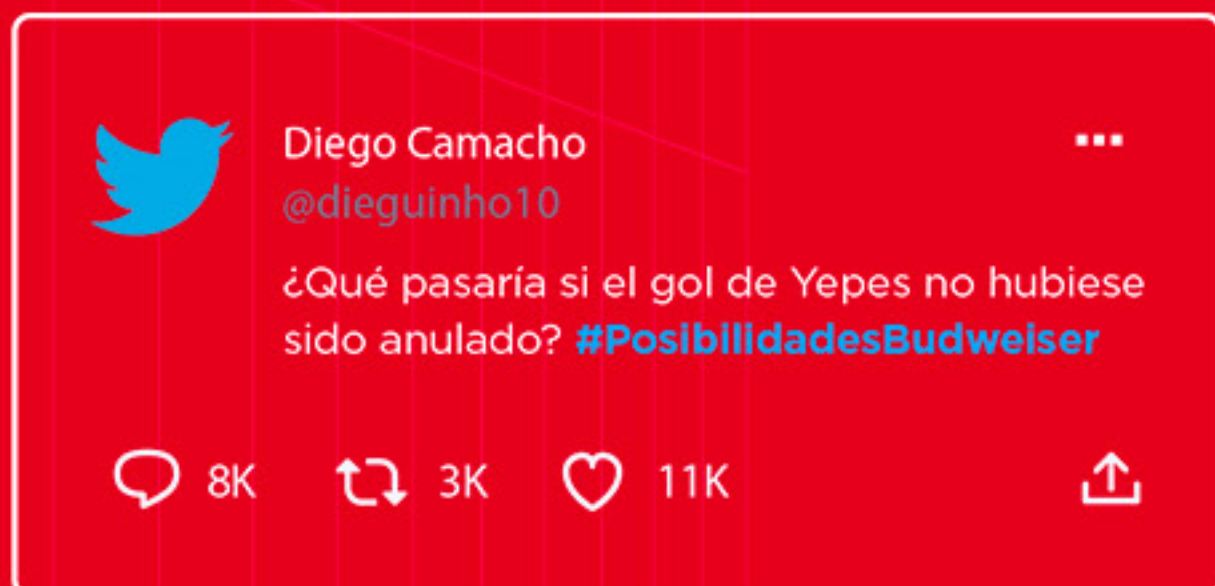 Diego Camacho
@dieguinho10
¿Qué pasaría si el gol de Yepes no hubiese
sido anulado? #PosibilidadesBudweiser
8K 3K 11K